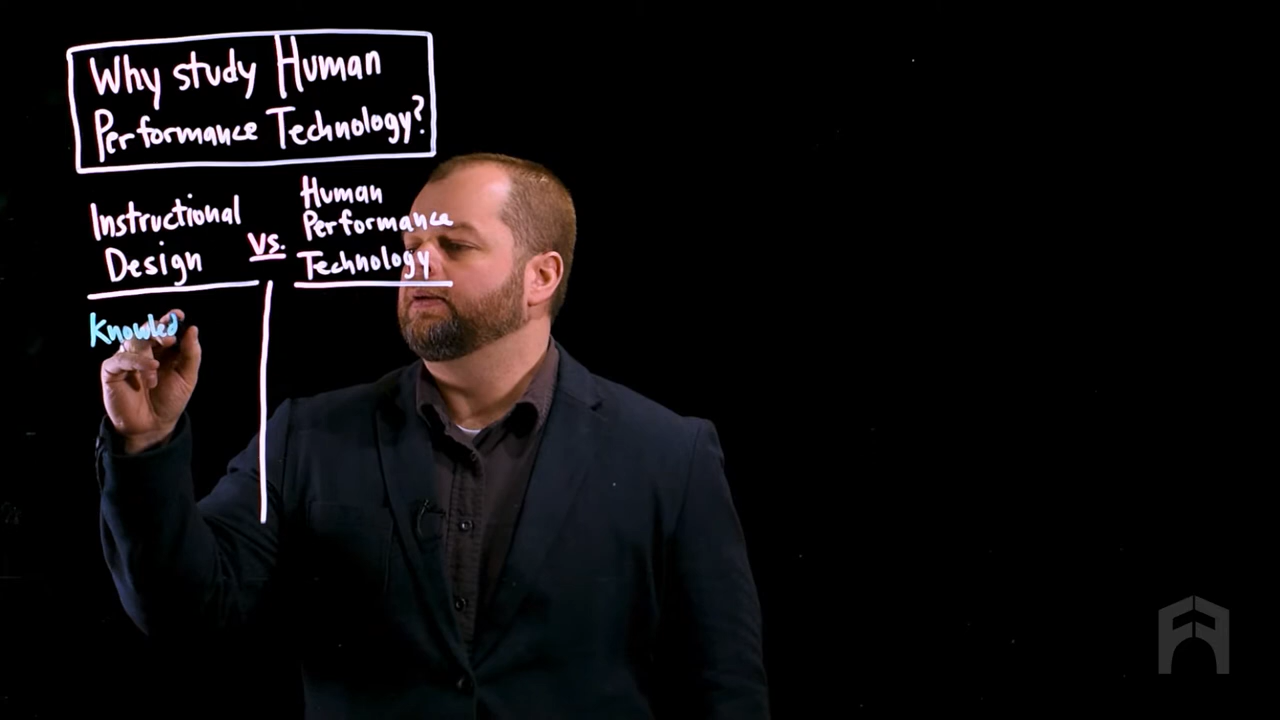 Why study Human
Performance Technology?
Instructional
Design
vs.
Human
Performance
Technology
Knowled